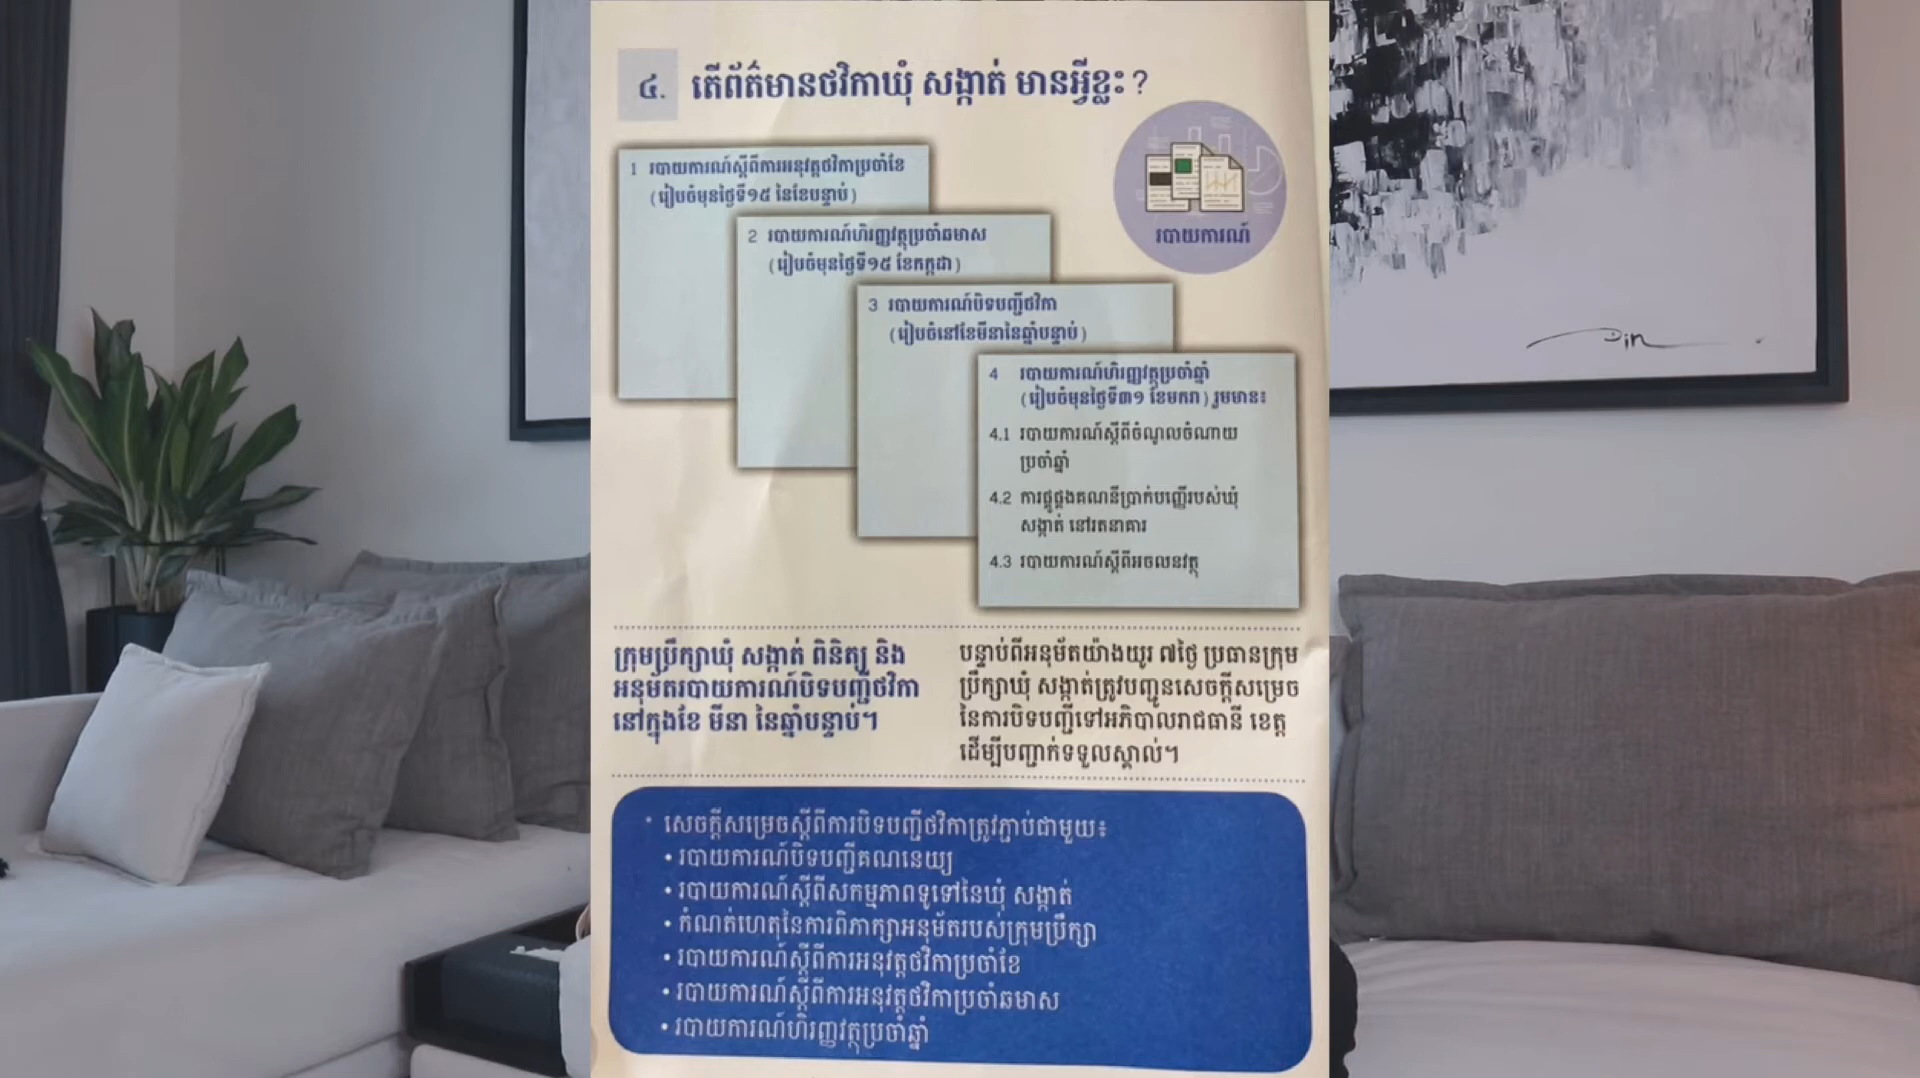 ៤. តើព័ត៌មានថវិកាឃុំ សង្កាត់ មានអ្វីខ្លះ ?
របាយការណ៍
1 របាយការណ៍ស្តីពីការអនុវត្តថវិកាប្រចាំខែ
(រៀបចំមុនថ្ងៃទី១៥ នៃខែបន្ទាប់)
2 របាយការណ៍ហិរញ្ញវត្ថុប្រចាំឆមាស
(រៀបចំមុនថ្ងៃទី១៥ ខែកក្កដា)
3 របាយការណ៍បិទបញ្ជីថវិកា
(រៀបចំនៅខែមីនានៃឆ្នាំបន្ទាប់)
4 របាយការណ៍ហិរញ្ញវត្ថុប្រចាំឆ្នាំ
(រៀបចំមុនថ្ងៃទី៣១ ខែមករា) រួមមាន៖
4.1 របាយការណ៍ស្តីពីចំណូលចំណាយ
ប្រចាំឆ្នាំ
4.2 ការផ្គូផ្គងគណនីប្រាក់បញ្ញើរបស់ឃុំ
សង្កាត់ នៅរតនាគារ
4.3 របាយការណ៍ស្តីពីអចលនវត្ថុ
ក្រុមប្រឹក្សាឃុំ សង្កាត់ ពិនិត្យ និង
អនុម័តរបាយការណ៍បិទបញ្ជីថវិកា
នៅក្នុងខែ មីនា នៃឆ្នាំបន្ទាប់។
បន្ទាប់ពីអនុម័តយ៉ាងយូរ ៧ថ្ងៃ ប្រធានក្រុម
ប្រឹក្សាឃុំ សង្កាត់ត្រូវបញ្ជូនសេចក្តីសម្រេច
នៃការបិទបញ្ជីទៅអភិបាលរាជធានី ខេត្ត
ដើម្បីបញ្ជាក់ទទួលស្គាល់។
* សេចក្តីសម្រេចស្តីពីការបិទបញ្ជីថវិកាត្រូវភ្ជាប់ជាមួយ៖
• របាយការណ៍បិទបញ្ជីគណនេយ្យ
• របាយការណ៍ស្តីពីសកម្មភាពទូទៅនៃឃុំ សង្កាត់
• កំណត់ហេតុនៃការពិភាក្សាអនុម័តរបស់ក្រុមប្រឹក្សា
• របាយការណ៍ស្តីពីការអនុវត្តថវិកាប្រចាំខែ
• របាយការណ៍ស្តីពីការអនុវត្តថវិកាប្រចាំឆមាស
• របាយការណ៍ហិរញ្ញវត្ថុប្រចាំឆ្នាំ